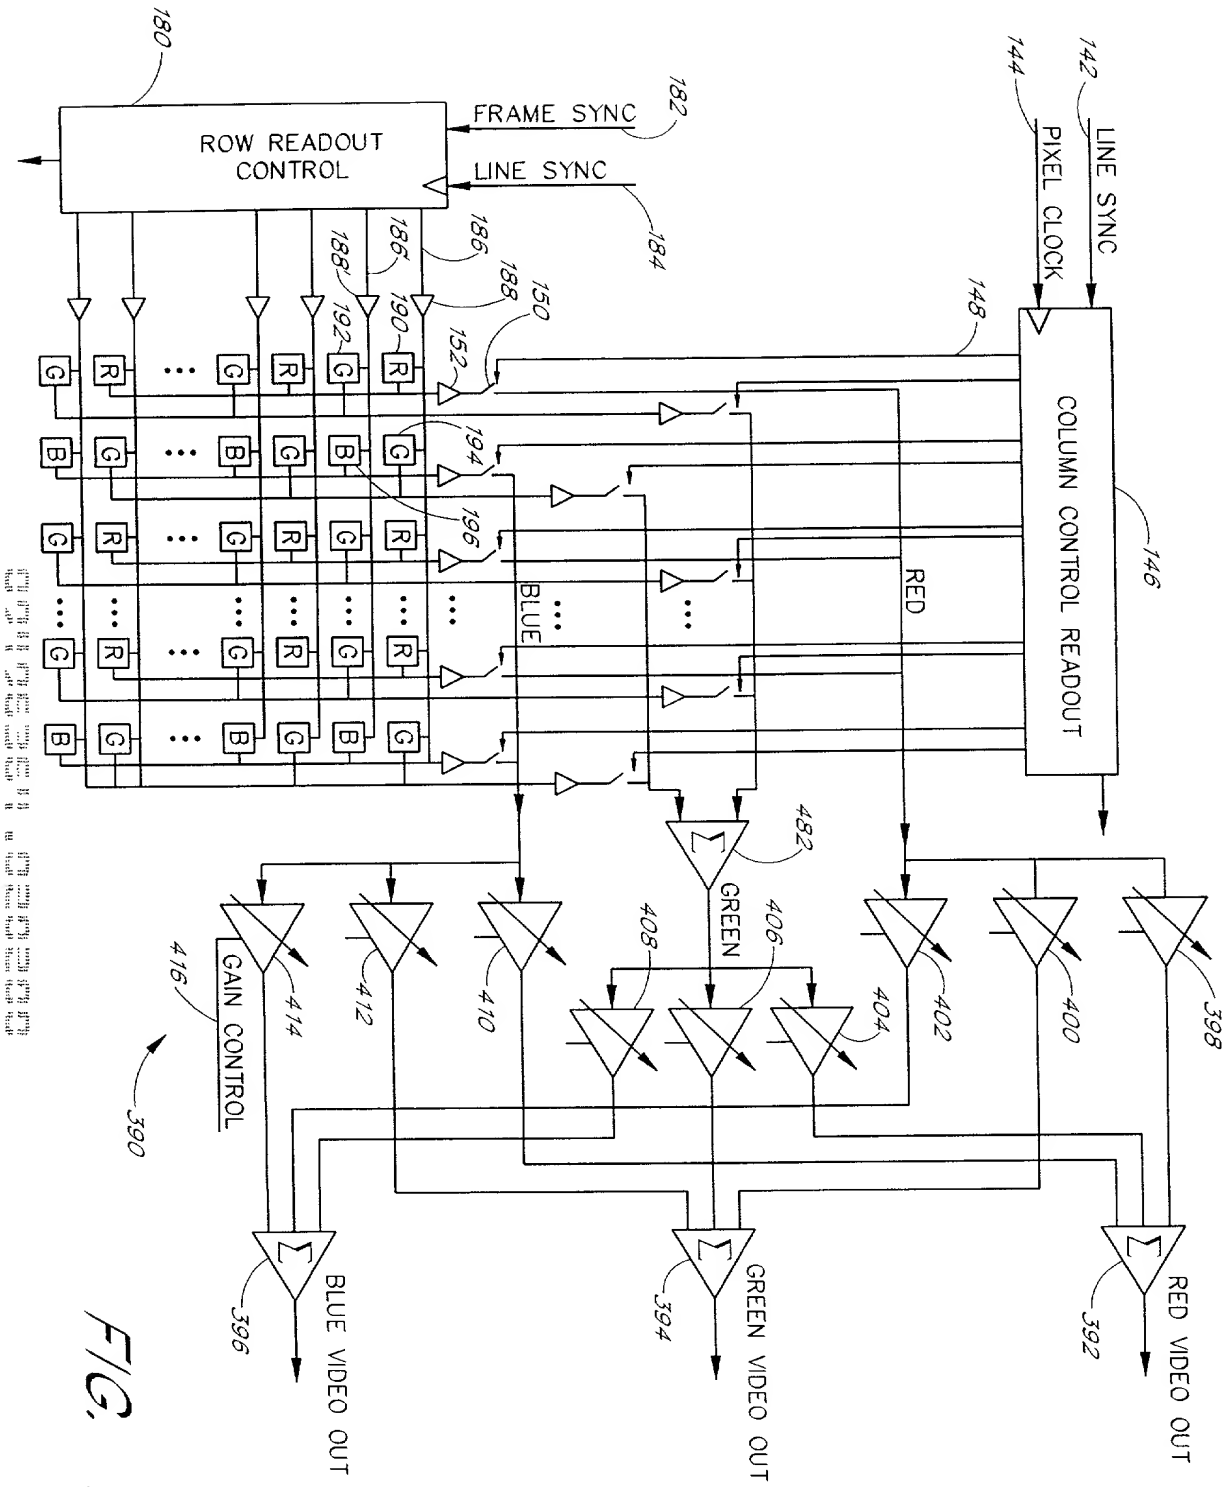 180
182
FRAME SYNC
ROW READOUT
CONTROL
LINE SYNC
184
142
144
LINE SYNC
PIXEL CLOCK
COLUMN CONTROL READOUT
146
148
186
186'
188
188'
150
152
190
192
194
196
G R ... G R G R
B G ... B G B G
G R ... G R G R
... ... ... ... ... ... ... ... ...
G R ... G R G R
B G ... B G B G
BLUE
RED
482
GREEN
398
400
402
404
406
408
410
412
414
416
GAIN CONTROL
390
392
394
396
RED VIDEO OUT
GREEN VIDEO OUT
BLUE VIDEO OUT
FIG.